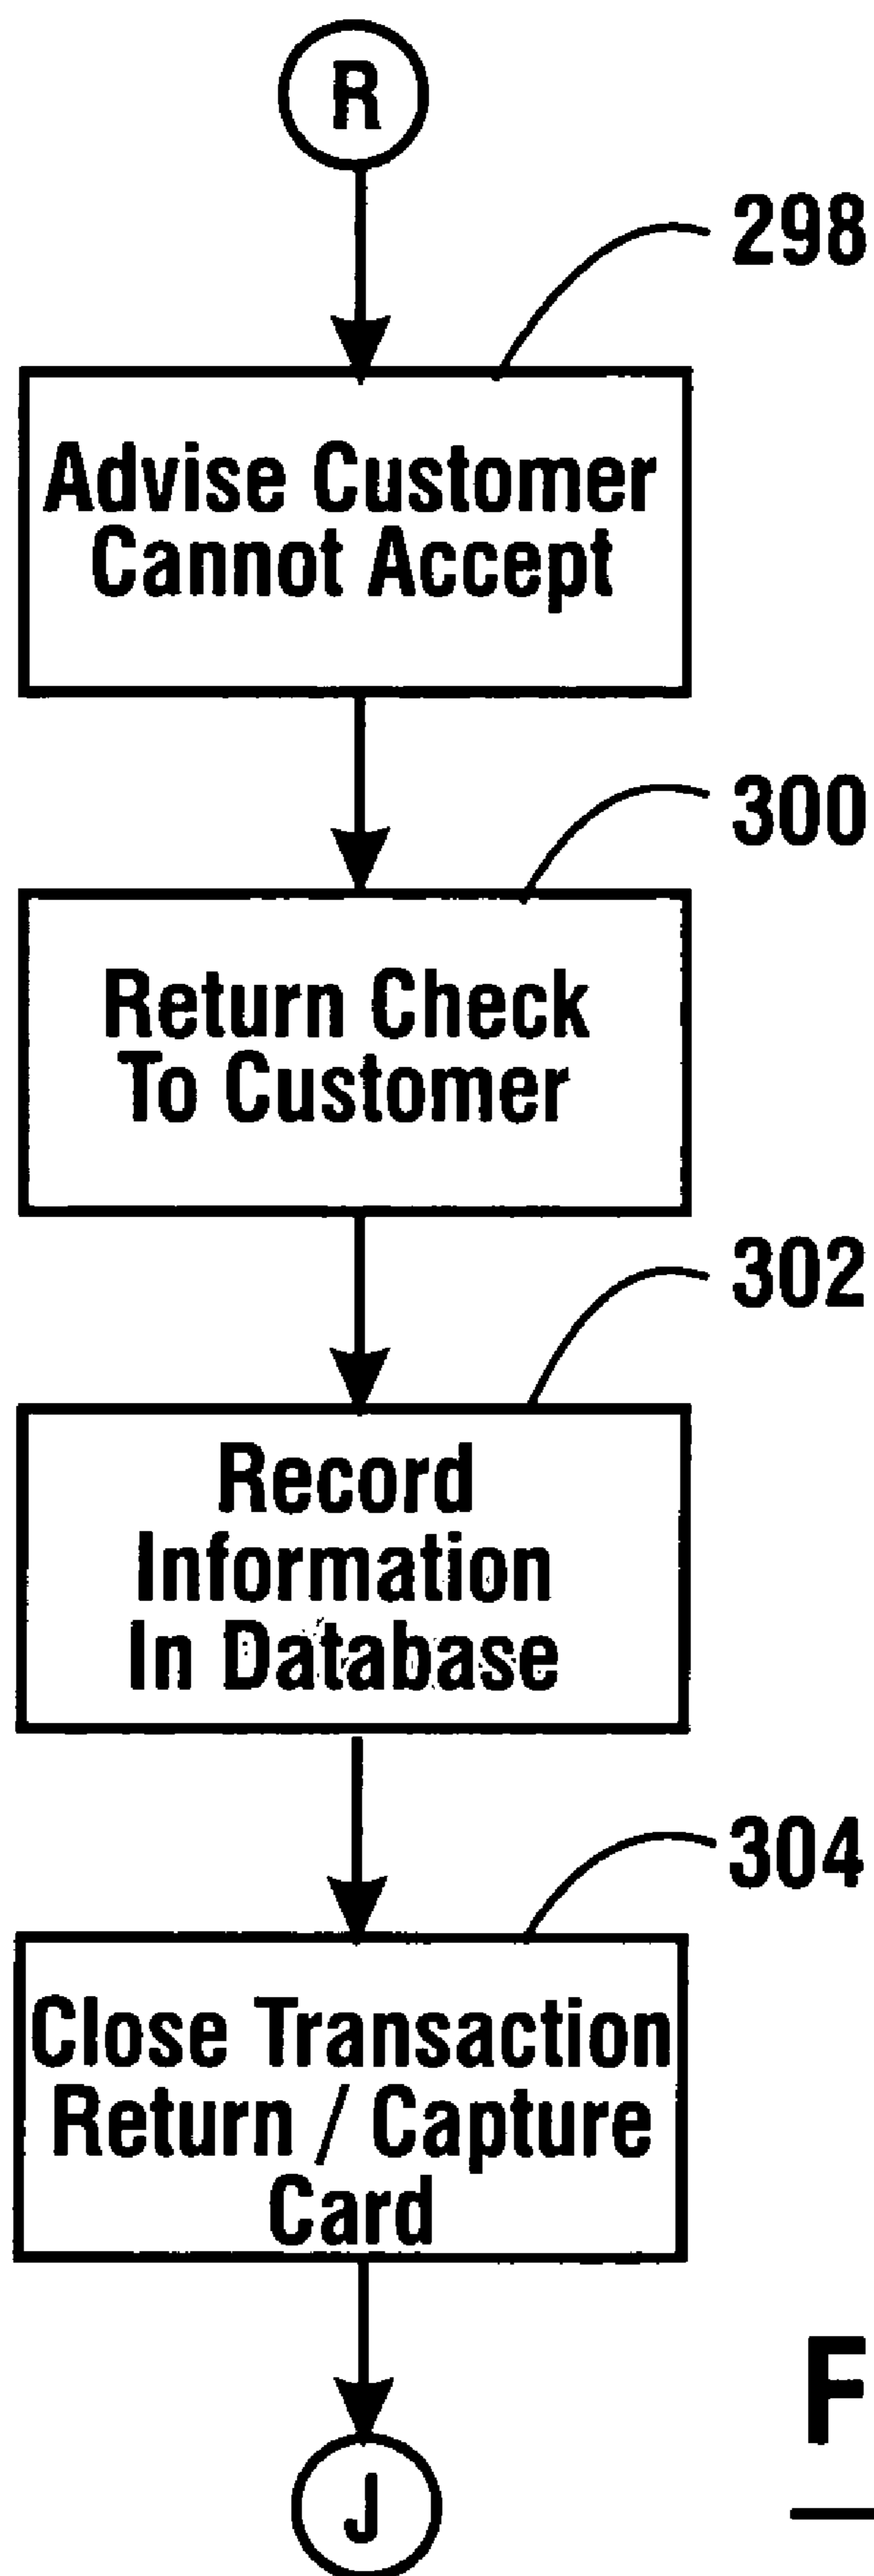 R
298
Advise Customer
Cannot Accept
300
Return Check
To Customer
302
Record
Information
In Database
304
Close Transaction
Return / Capture
Card
J
F